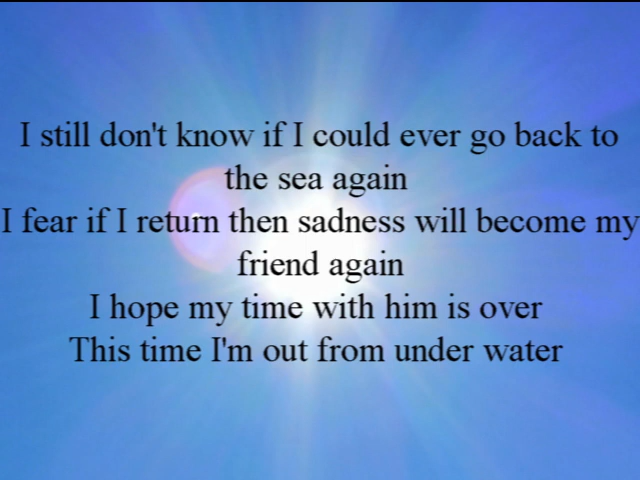 I still don't know if I could ever go back to
the sea again
I fear if I return then sadness will become my
friend again
I hope my time with him is over
This time I'm out from under water